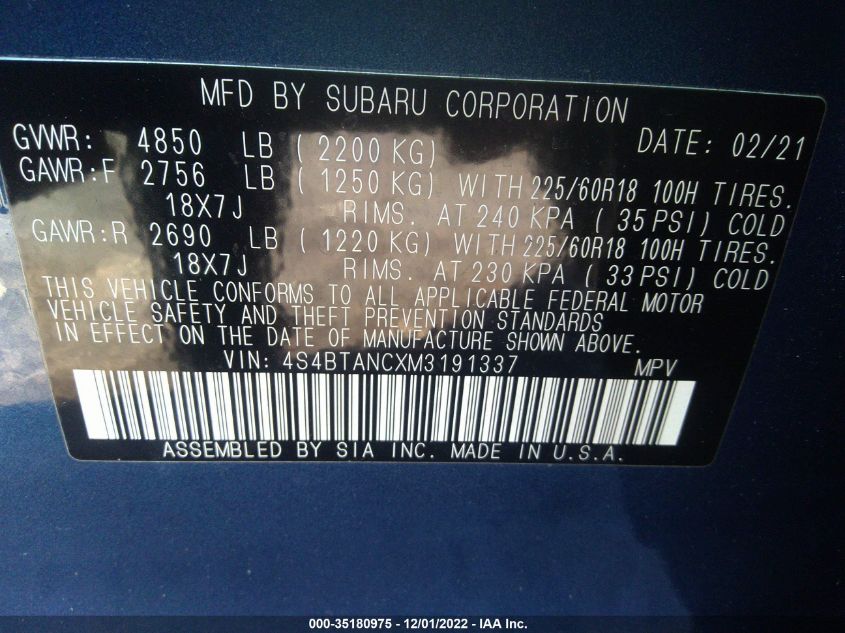 MFD BY SUBARU CORPORATION
GVWR: 4850 LB ( 2200 KG) DATE: 02/21
GAWR:F 2756 LB ( 1250 KG) WITH 225/60R18 100H TIRES.
18X7J RIMS. AT 240 KPA ( 35 PSI) COLD
GAWR:R 2690 LB ( 1220 KG) WITH 225/60R18 100H TIRES.
18X7J RIMS. AT 230 KPA ( 33 PSI) COLD
THIS VEHICLE CONFORMS TO ALL APPLICABLE FEDERAL MOTOR
VEHICLE SAFETY AND THEFT PREVENTION STANDARDS
IN EFFECT ON THE DATE OF MANUFACTURE SHOWN ABOVE.
VIN: 4S4BTANCXM3191337 MPV
ASSEMBLED BY SIA INC. MADE IN U.S.A.
000-35180975 - 12/01/2022 - IAA Inc.